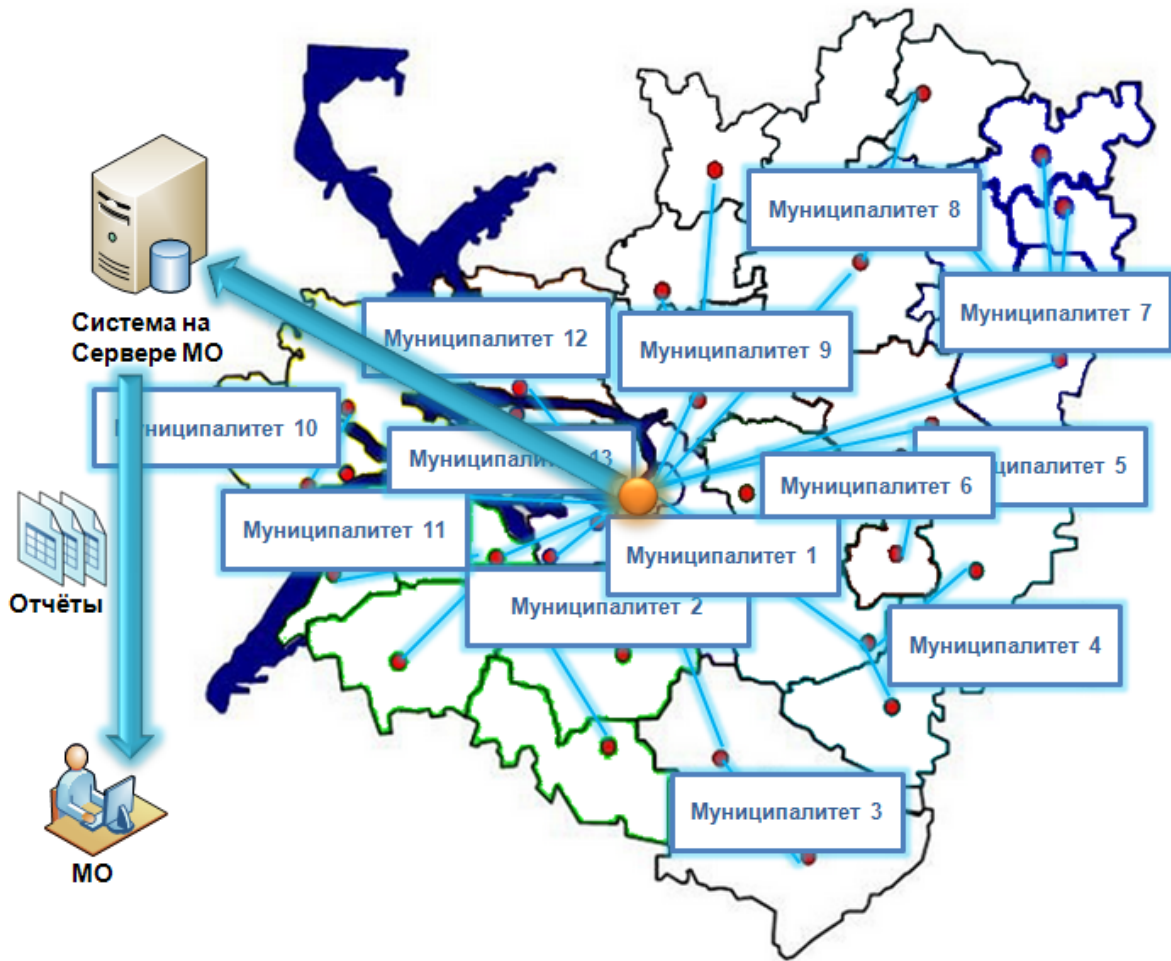 Муниципалитет 8
Муниципалитет 7
Система на
Сервере МО
Муниципалитет 12
Муниципалитет 9
Муниципалитет 10
Муниципалитет 13
Муниципалитет 5
Муниципалитет 6
Муниципалитет 11
Муниципалитет 1
Отчёты
Муниципалитет 2
Муниципалитет 4
Муниципалитет 3
МО